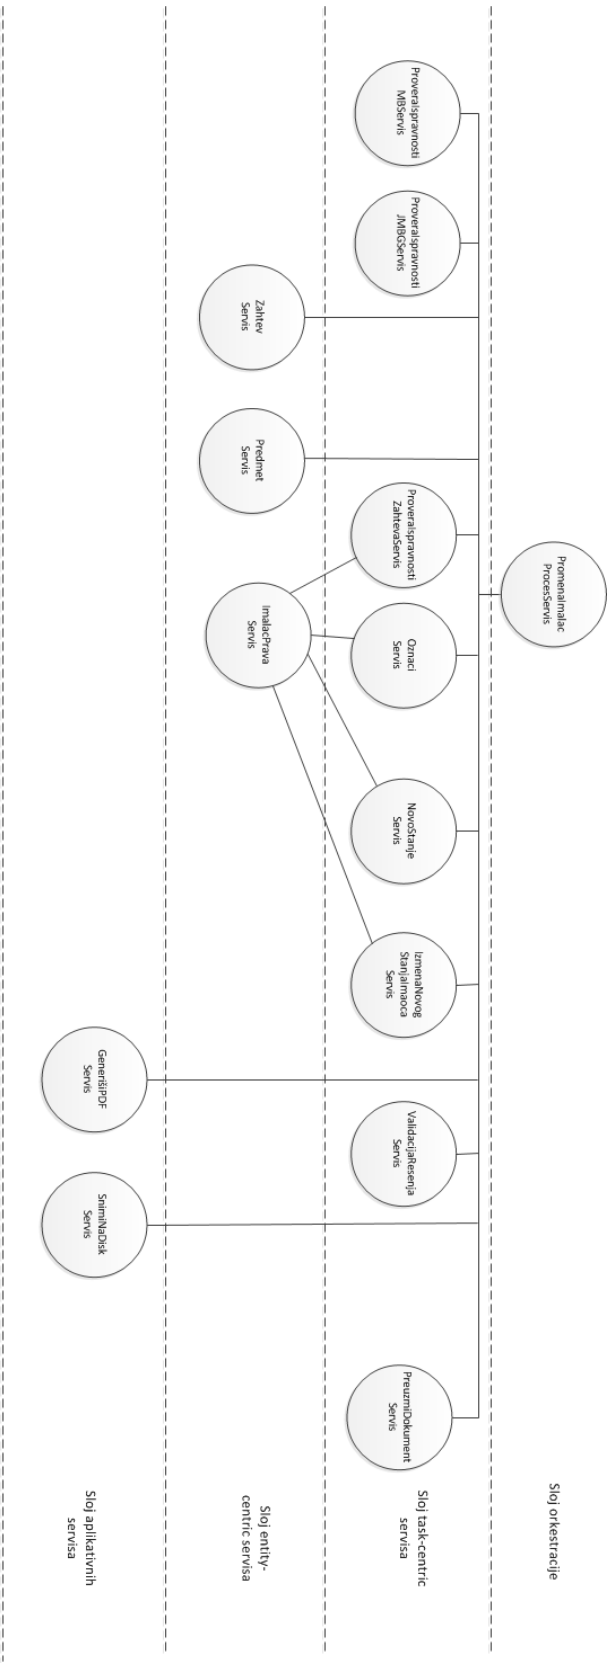 PromenaImalac
ProcesServis
Sloj orkestracije
ProveraIspravnosti
MBServis
ProveraIspravnosti
JMBGServis
ProveraIspravnosti
ZahtevaServis
Oznaci
Servis
NovoStanje
Servis
IzmenaNovog
StanjaImaoca
Servis
ValidacijaResenja
Servis
PreuzmiDokument
Servis
Sloj task-centric
servisa
Zahtev
Servis
Predmet
Servis
ImalacPrava
Servis
Sloj entity-
centric servisa
GenerišiPDF
Servis
SnimiNaDisk
Servis
Sloj aplikativnih
servisa